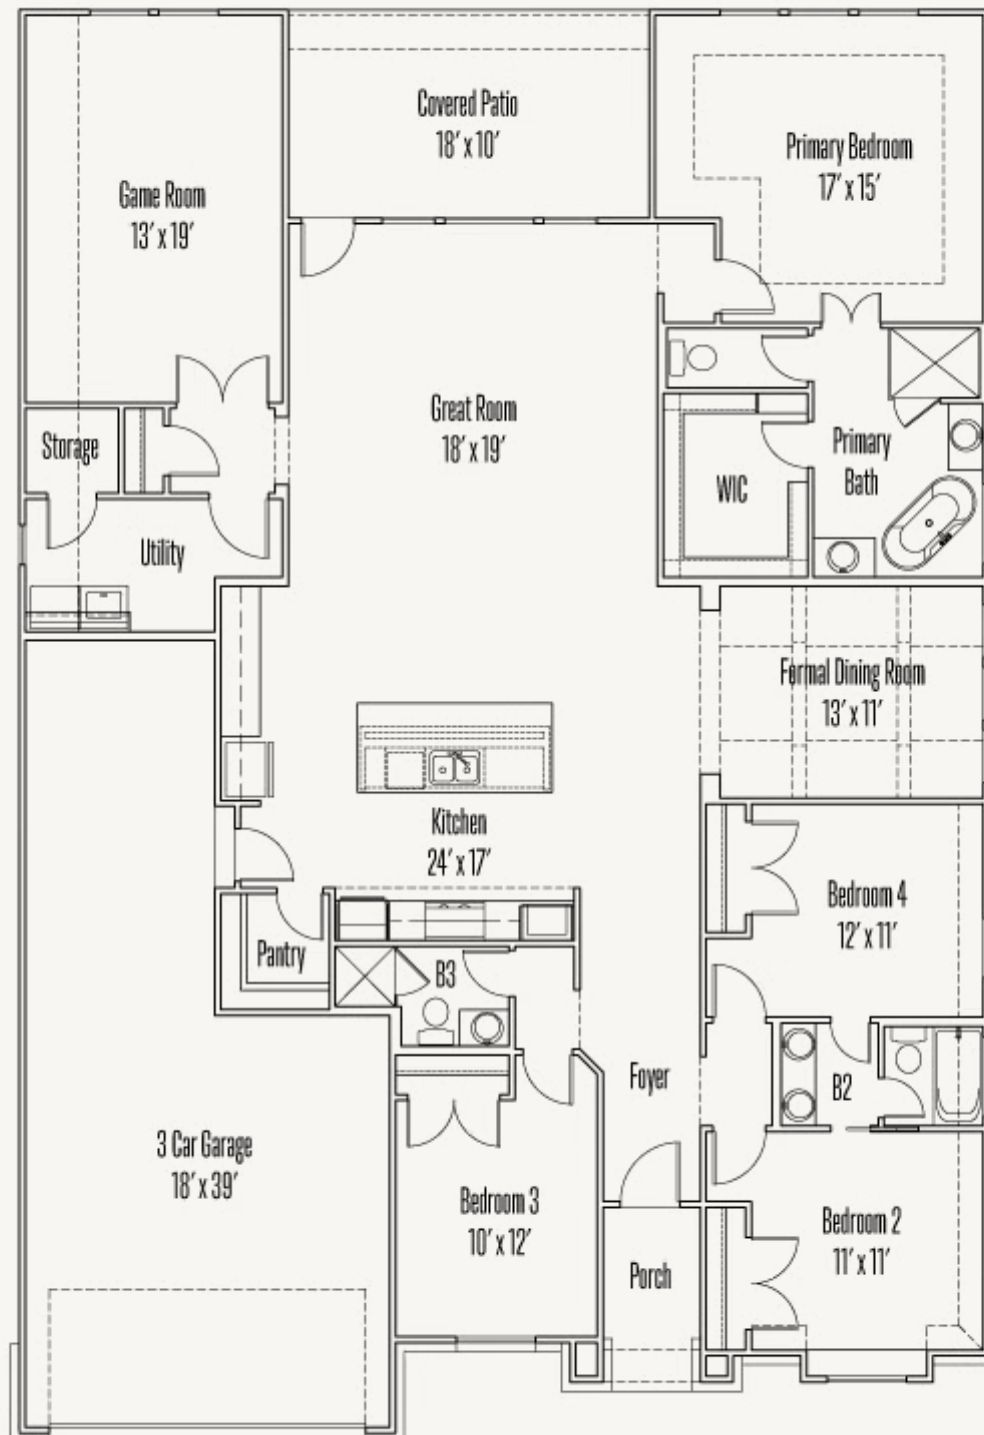 Covered Patio
18' x 10'
Primary Bedroom
17' x 15'
Game Room
13' x 19'
Great Room
18' x 19'
Storage
Primary
Bath
WIC
Utility
Formal Dining Room
13' x 11'
Kitchen
24' x 17'
Bedroom 4
12' x 11'
Pantry
B3
Foyer
B2
3 Car Garage
18' x 39'
Bedroom 3
10' x 12'
Bedroom 2
11' x 11'
Porch